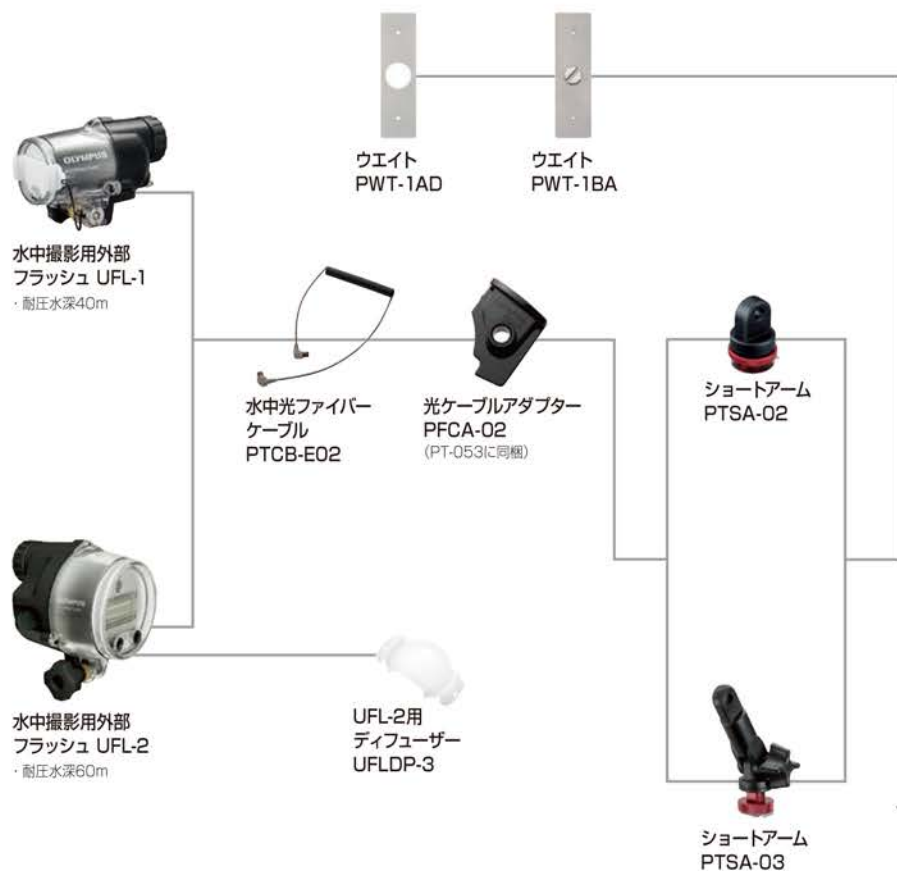 ウエイト
PWT-1AD
ウエイト
PWT-1BA
OLYMPUS
水中撮影用外部
フラッシュ UFL-1
・耐圧水深40m
水中光ファイバー
ケーブル
PTCB-E02
光ケーブルアダプター
PFCA-02
(PT-053に同梱)
ショートアーム
PTSA-02
OLYMPUS
水中撮影用外部
フラッシュ UFL-2
・耐圧水深60m
UFL-2用
ディフューザー
UFLDP-3
ショートアーム
PTSA-03